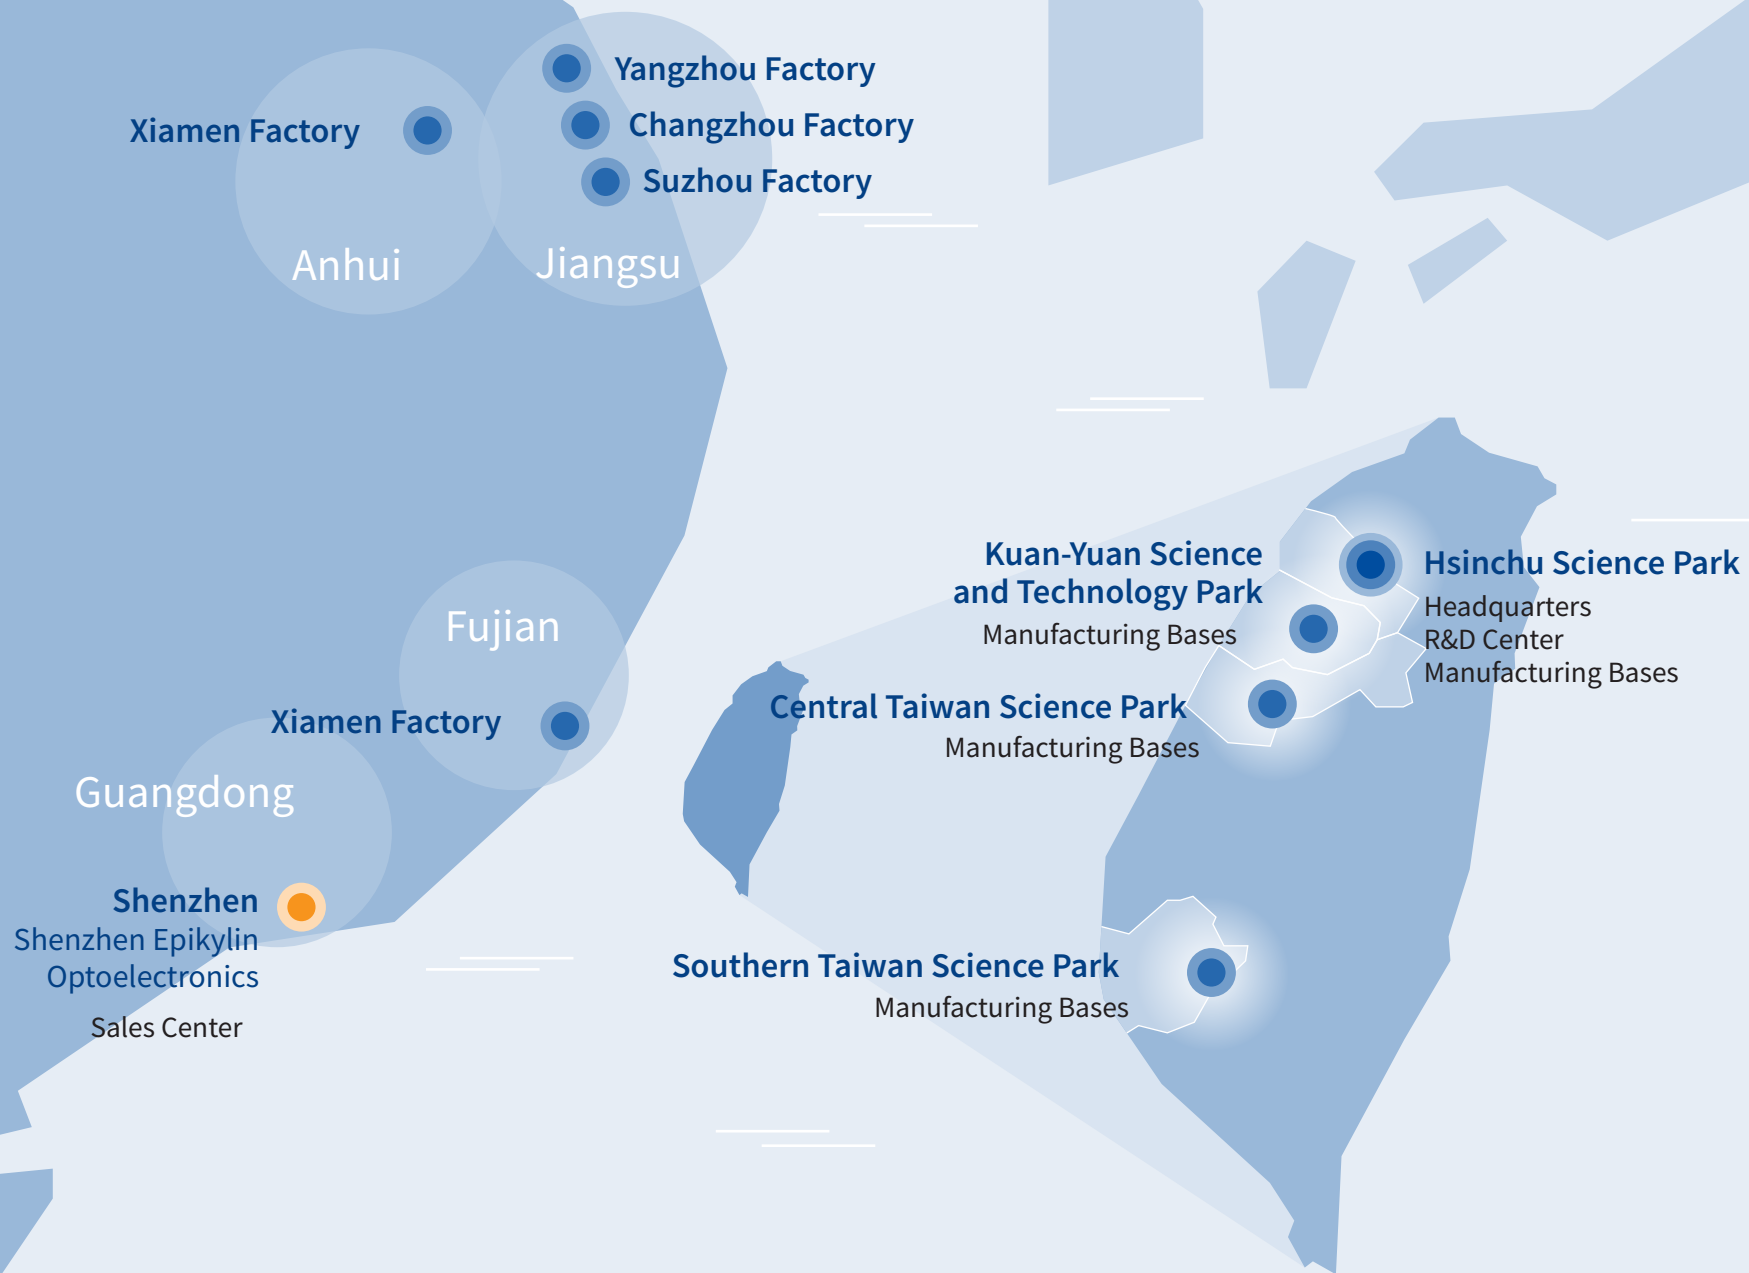 Yangzhou Factory
Xiamen Factory
Changzhou Factory
Suzhou Factory
Anhui
Jiangsu
Kuan-Yuan Science
and Technology Park
Manufacturing Bases
Hsinchu Science Park
Headquarters
R&D Center
Manufacturing Bases
Fujian
Xiamen Factory
Central Taiwan Science Park
Manufacturing Bases
Guangdong
Shenzhen
Shenzhen Epikylin
Optoelectronics
Sales Center
Southern Taiwan Science Park
Manufacturing Bases